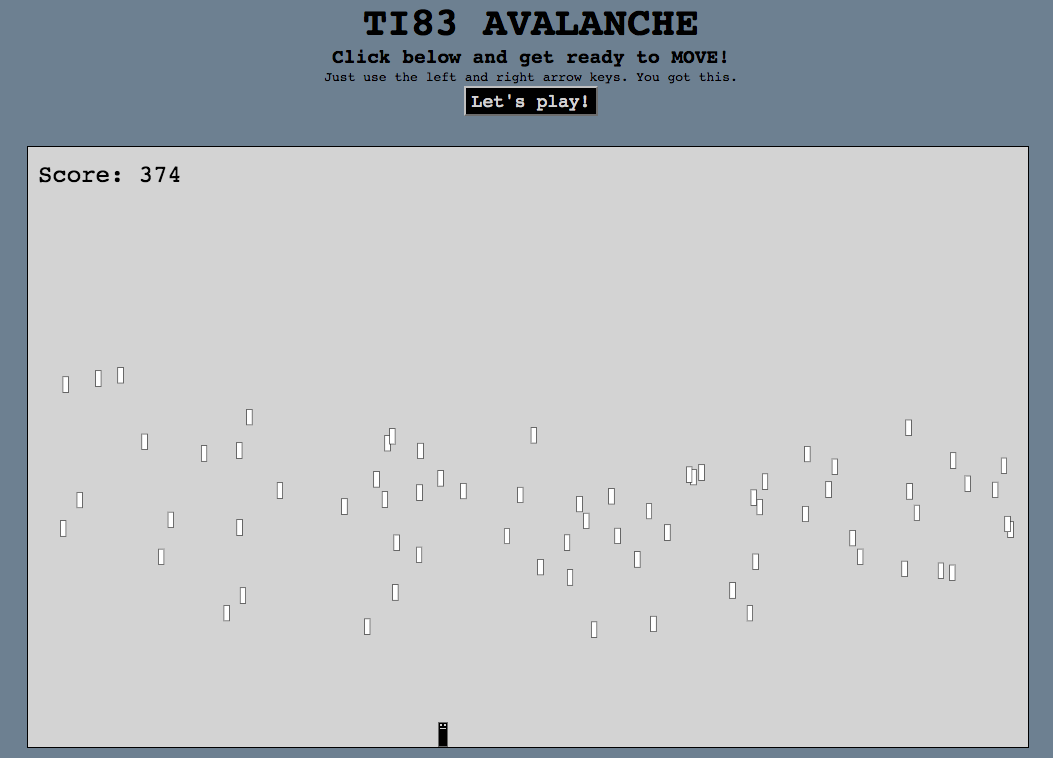 TI83 AVALANCHE
Click below and get ready to MOVE!
Just use the left and right arrow keys. You got this.
Let's play!
Score: 374